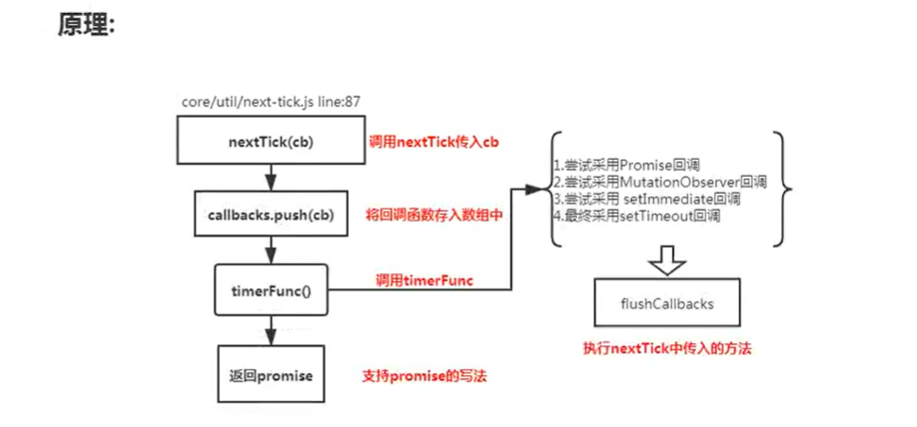 原理:
core/util/next-tick.js line:87
nextTick(cb)
调用nextTick传入cb
callbacks.push(cb)
将回调函数存入数组中
timerFunc()
调用timerFunc
返回promise
支持promise的写法
1.尝试采用Promise回调
2.尝试采用MutationObserver回调
3.尝试采用 setImmediate回调
4.最终采用setTimeout回调
flushCallbacks
执行nextTick中传入的方法